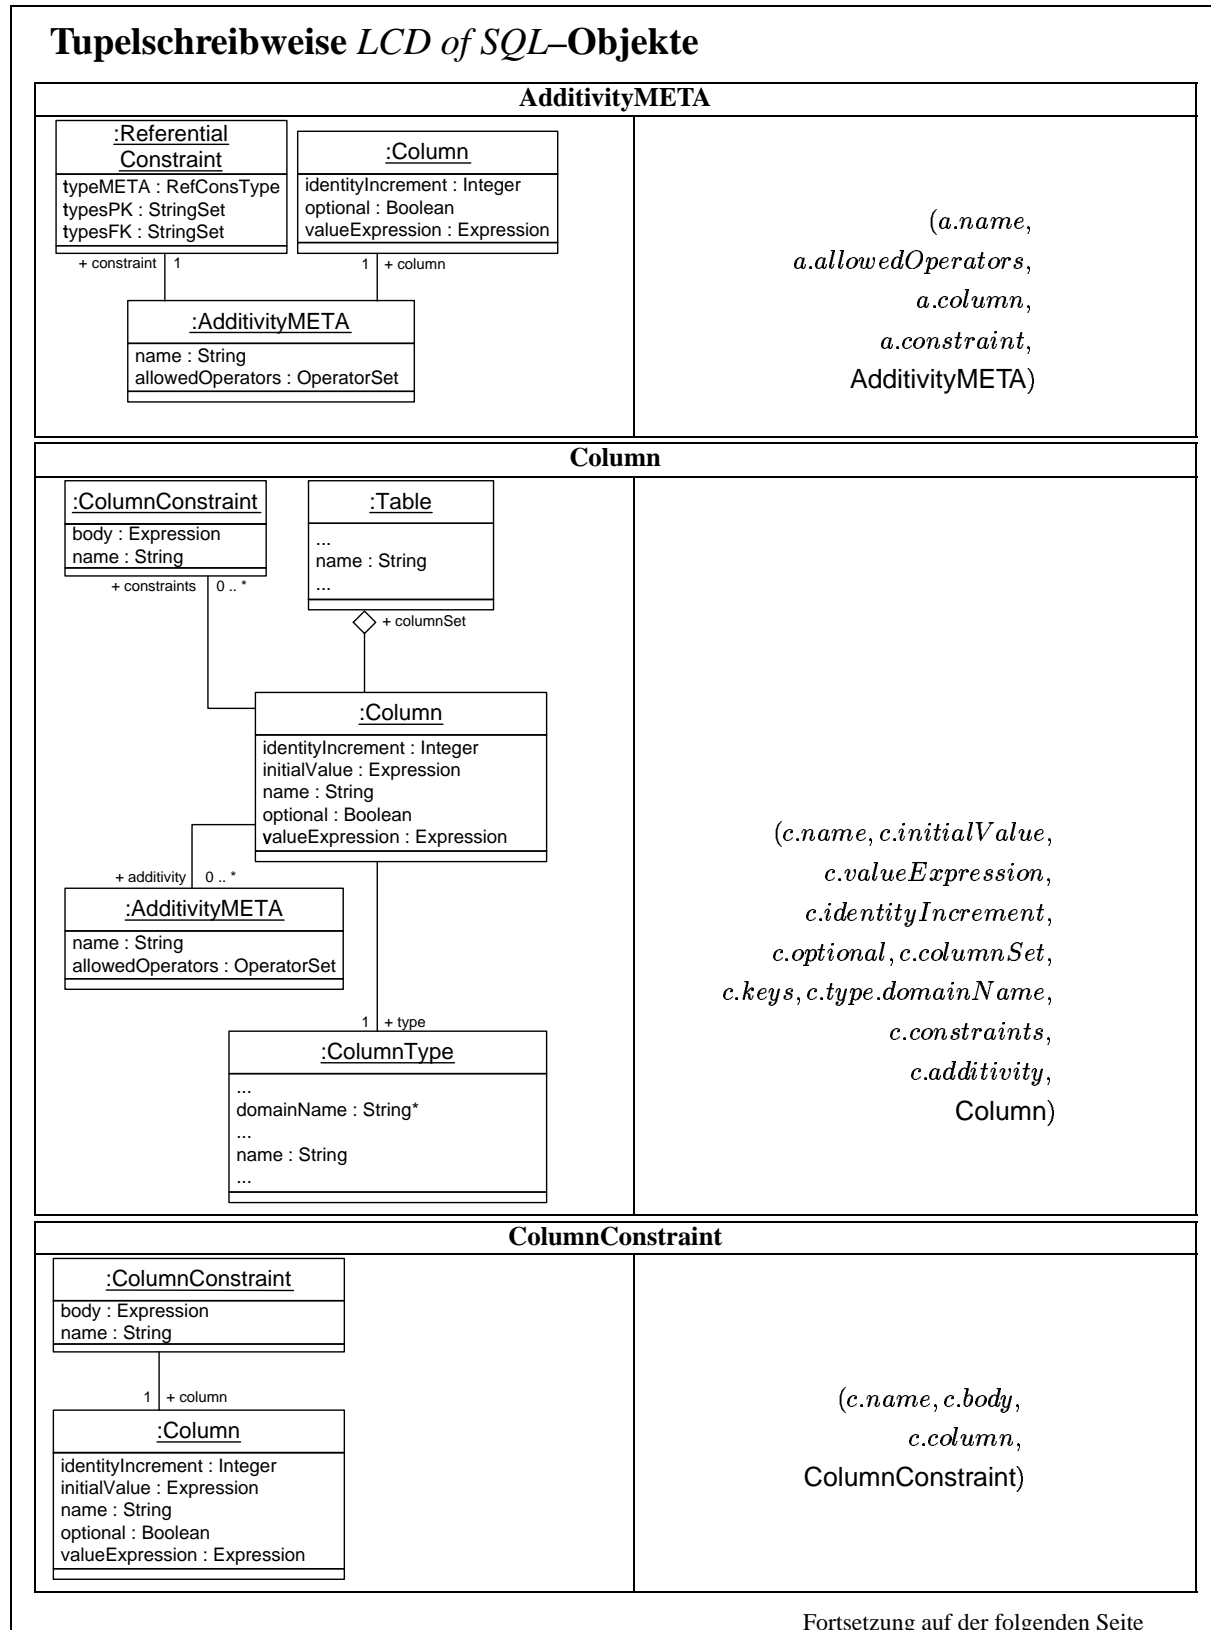 Tupelschreibweise LCD of SQL–Objekte
AdditivityMETA
:Referential
Constraint
typeMETA : RefConsType
typesPK : StringSet
typesFK : StringSet
:Column
identityIncrement : Integer
optional : Boolean
valueExpression : Expression
+ constraint 1
1 + column
:AdditivityMETA
name : String
allowedOperators : OperatorSet
(a.name,
a.allowedOperators,
a.column,
a.constraint,
AdditivityMETA)
Column
:ColumnConstraint
body : Expression
name : String
:Table
...
name : String
...
+ constraints 0 .. *
+ columnSet
:Column
identityIncrement : Integer
initialValue : Expression
name : String
optional : Boolean
valueExpression : Expression
+ additivity 0 .. *
:AdditivityMETA
name : String
allowedOperators : OperatorSet
1 + type
:ColumnType
...
domainName : String*
...
name : String
...
(c.name, c.initialValue,
c.valueExpression,
c.identityIncrement,
c.optional, c.columnSet,
c.keys, c.type.domainName,
c.constraints,
c.additivity,
Column)
ColumnConstraint
:ColumnConstraint
body : Expression
name : String
1 + column
:Column
identityIncrement : Integer
initialValue : Expression
name : String
optional : Boolean
valueExpression : Expression
(c.name, c.body,
c.column,
ColumnConstraint)
Fortsetzung auf der folgenden Seite